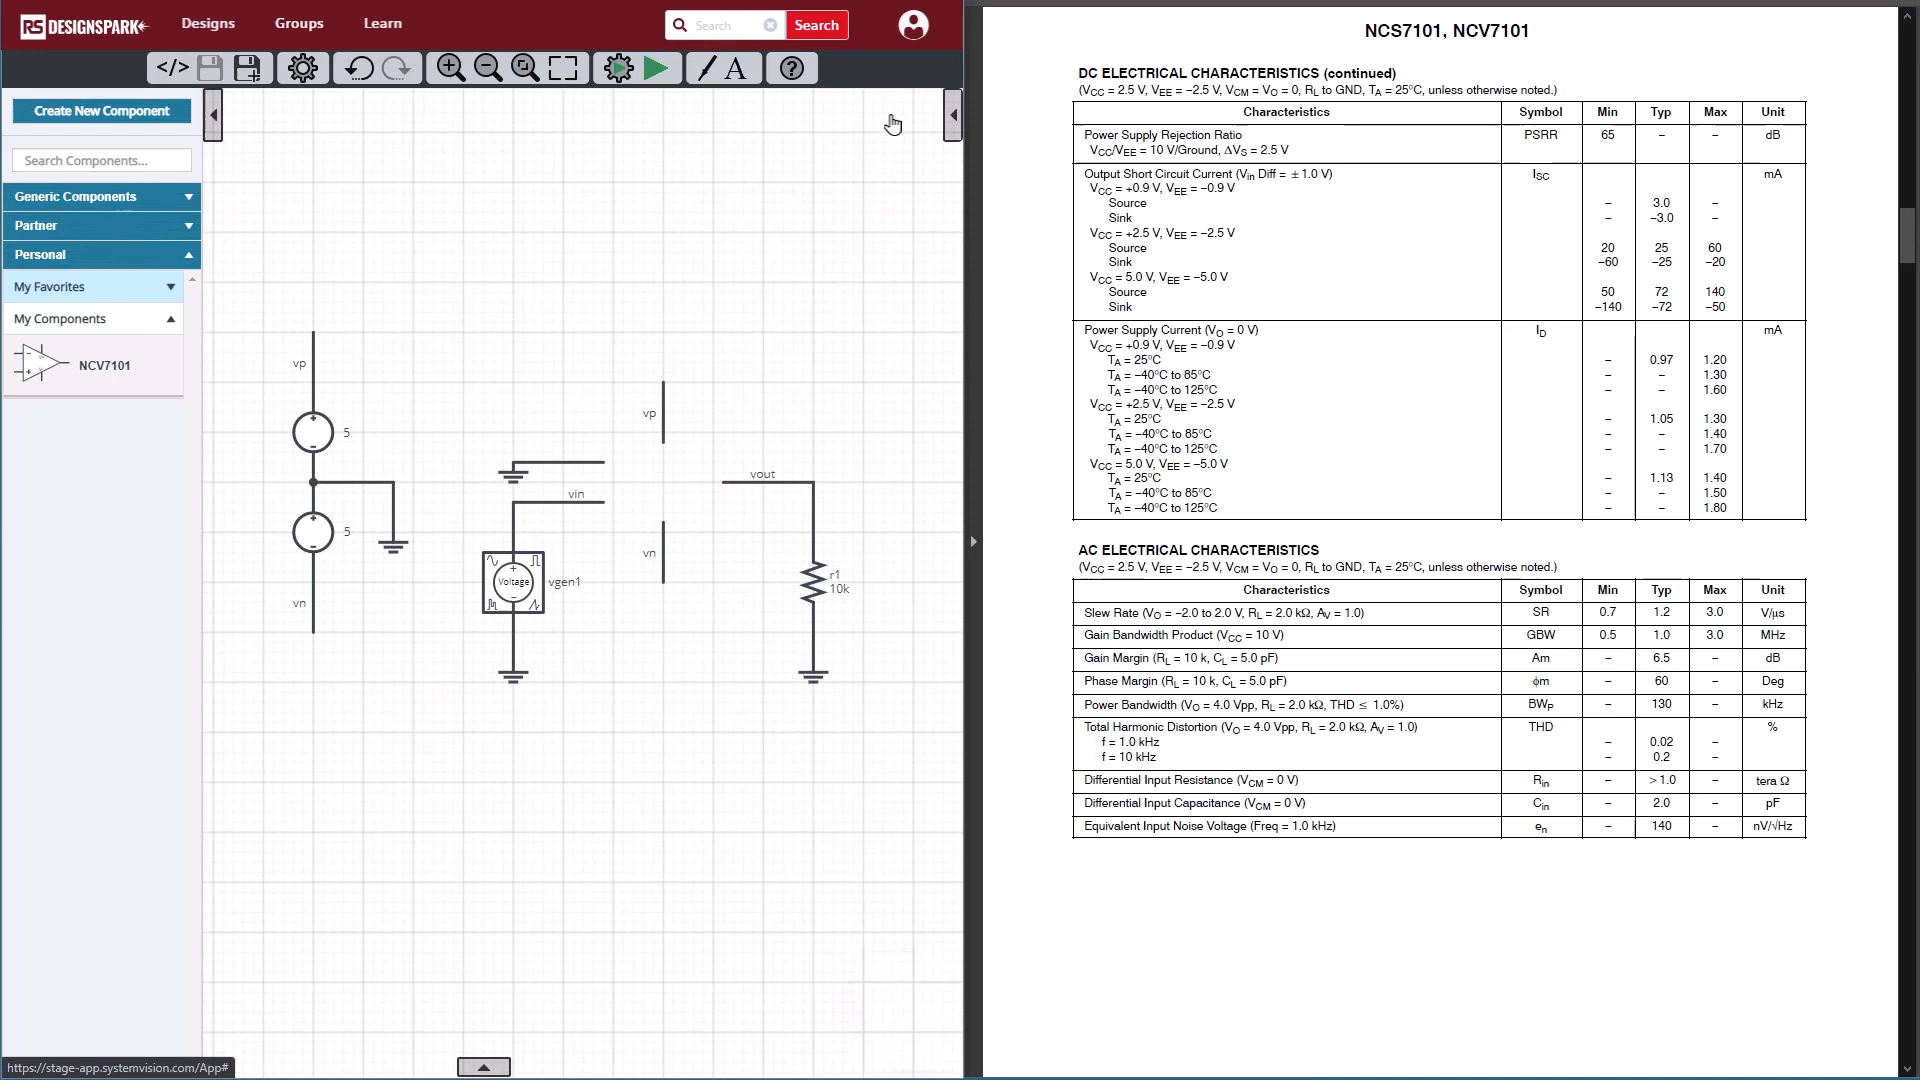 RS DESIGNSPARK
Designs
Groups
Learn
Search
Search
</>
A
?
Create New Component
Search Components...
Generic Components
Partner
Personal
My Favorites
My Components
NCV7101
vp
5
5
vn
vp
vin
vn
Voltage
vgen1
vout
r1
10k
https://stage-app.systemvision.com/App#
NCS7101, NCV7101
DC ELECTRICAL CHARACTERISTICS (continued)
(VCC = 2.5 V, VEE = −2.5 V, VCM = VO = 0, RL to GND, TA = 25°C, unless otherwise noted.)
Characteristics Symbol Min Typ Max Unit
Power Supply Rejection Ratio PSRR 65 − − dB
VCC/VEE = 10 V/Ground, ΔVS = 2.5 V
Output Short Circuit Current (Vin Diff = ±1.0 V) ISC mA
VCC = +0.9 V, VEE = −0.9 V
Source − 3.0 −
Sink − −3.0 −
VCC = +2.5 V, VEE = −2.5 V
Source 20 25 60
Sink −60 −25 −20
VCC = 5.0 V, VEE = −5.0 V
Source 50 72 140
Sink −140 −72 −50
Power Supply Current (VO = 0 V) ID mA
VCC = +0.9 V, VEE = −0.9 V
TA = 25°C − 0.97 1.20
TA = −40°C to 85°C − − 1.30
TA = −40°C to 125°C − − 1.60
VCC = +2.5 V, VEE = −2.5 V
TA = 25°C − 1.05 1.30
TA = −40°C to 85°C − − 1.40
TA = −40°C to 125°C − − 1.70
VCC = 5.0 V, VEE = −5.0 V
TA = 25°C − 1.13 1.40
TA = −40°C to 85°C − − 1.50
TA = −40°C to 125°C − − 1.80
AC ELECTRICAL CHARACTERISTICS
(VCC = 2.5 V, VEE = −2.5 V, VCM = VO = 0, RL to GND, TA = 25°C, unless otherwise noted.)
Characteristics Symbol Min Typ Max Unit
Slew Rate (VO = −2.0 to 2.0 V, RL = 2.0 kΩ, AV = 1.0) SR 0.7 1.2 3.0 V/μs
Gain Bandwidth Product (VCC = 10 V) GBW 0.5 1.0 3.0 MHz
Gain Margin (RL = 10 k, CL = 5.0 pF) Am − 6.5 − dB
Phase Margin (RL = 10 k, CL = 5.0 pF) φm − 60 − Deg
Power Bandwidth (VO = 4.0 Vpp, RL = 2.0 kΩ, THD ≤ 1.0%) BWP − 130 − kHz
Total Harmonic Distortion (VO = 4.0 Vpp, RL = 2.0 kΩ, AV = 1.0) THD %
f = 1.0 kHz − 0.02 −
f = 10 kHz − 0.2 −
Differential Input Resistance (VCM = 0 V) Rin − >1.0 − tera Ω
Differential Input Capacitance (VCM = 0 V) Cin − 2.0 − pF
Equivalent Input Noise Voltage (Freq = 1.0 kHz) en − 140 − nV/√Hz